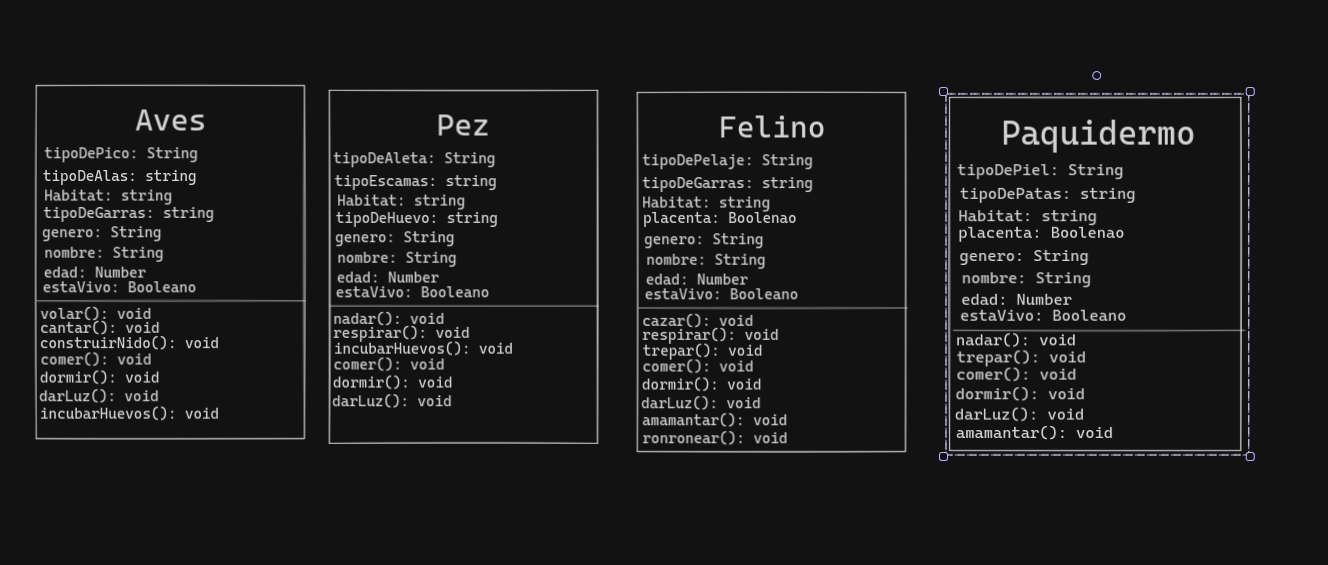 Aves
tipoDePico: String
tipoDeAlas: string
Habitat: string
tipoDeGarras: string
genero: String
nombre: String
edad: Number
estaVivo: Booleano
volar(): void
cantar(): void
construirNido(): void
comer(): void
dormir(): void
darLuz(): void
incubarHuevos(): void
Pez
tipoDeAleta: String
tipoEscamas: string
Habitat: string
tipoDeHuevo: string
genero: String
nombre: String
edad: Number
estaVivo: Booleano
nadar(): void
respirar(): void
incubarHuevos(): void
comer(): void
dormir(): void
darLuz(): void
Felino
tipoDePelaje: String
tipoDeGarras: string
Habitat: string
placenta: Boolenao
genero: String
nombre: String
edad: Number
estaVivo: Booleano
cazar(): void
respirar(): void
trepar(): void
comer(): void
dormir(): void
darLuz(): void
amamantar(): void
ronronear(): void
Paquidermo
tipoDePiel: String
tipoDePatas: string
Habitat: string
placenta: Boolenao
genero: String
nombre: String
edad: Number
estaVivo: Booleano
nadar(): void
trepar(): void
comer(): void
dormir(): void
darLuz(): void
amamantar(): void